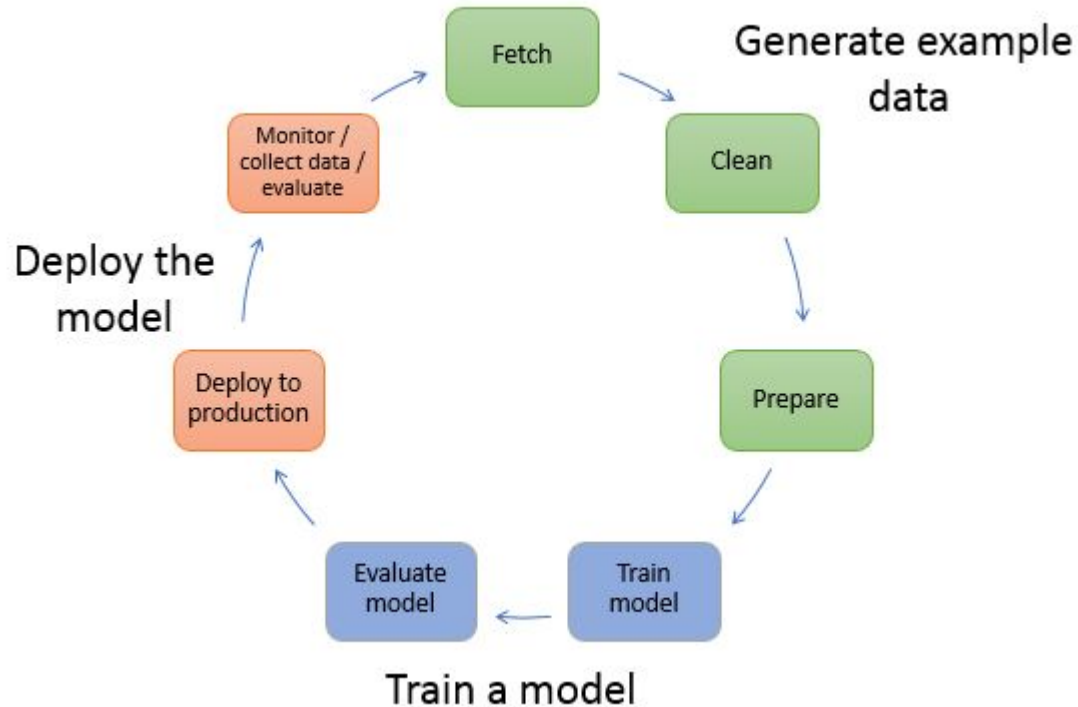 Fetch
Generate example
data
Clean
Prepare
Train
model
Evaluate
model
Train a model
Deploy to
production
Deploy the
model
Monitor /
collect data /
evaluate